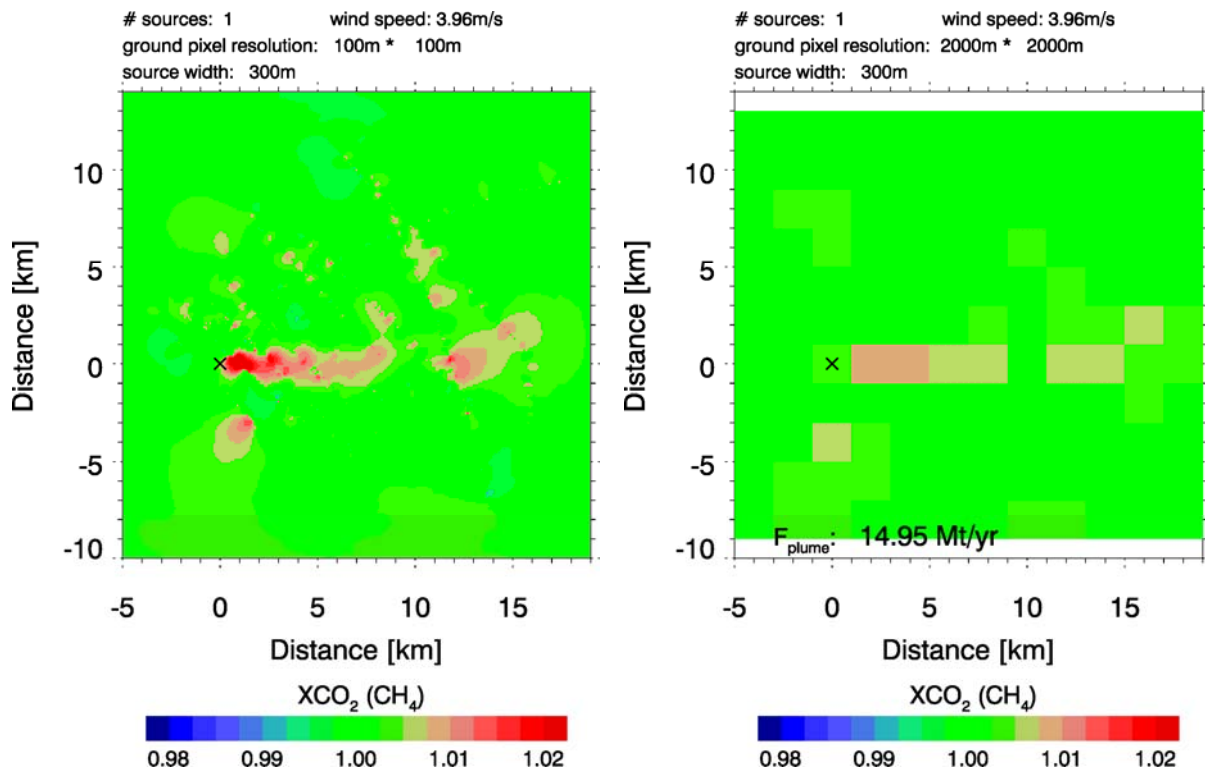 # sources: 1 wind speed: 3.96m/s
ground pixel resolution: 100m * 100m
source width: 300m
10
5
0
-5
-10
Distance [km]
-5 0 5 10 15
Distance [km]
XCO₂ (CH₄)
0.98 0.99 1.00 1.01 1.02
# sources: 1 wind speed: 3.96m/s
ground pixel resolution: 2000m * 2000m
source width: 300m
10
5
0
-5
-10
Distance [km]
F_plume: 14.95 Mt/yr
-5 0 5 10 15
Distance [km]
XCO₂ (CH₄)
0.98 0.99 1.00 1.01 1.02